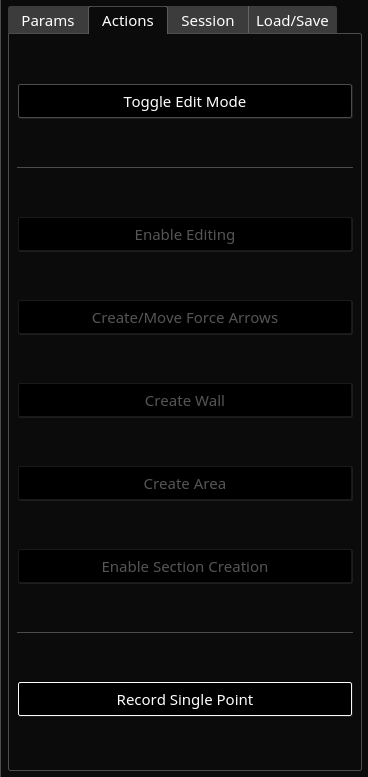 Params Actions Session Load/Save
Toggle Edit Mode
Enable Editing
Create/Move Force Arrows
Create Wall
Create Area
Enable Section Creation
Record Single Point